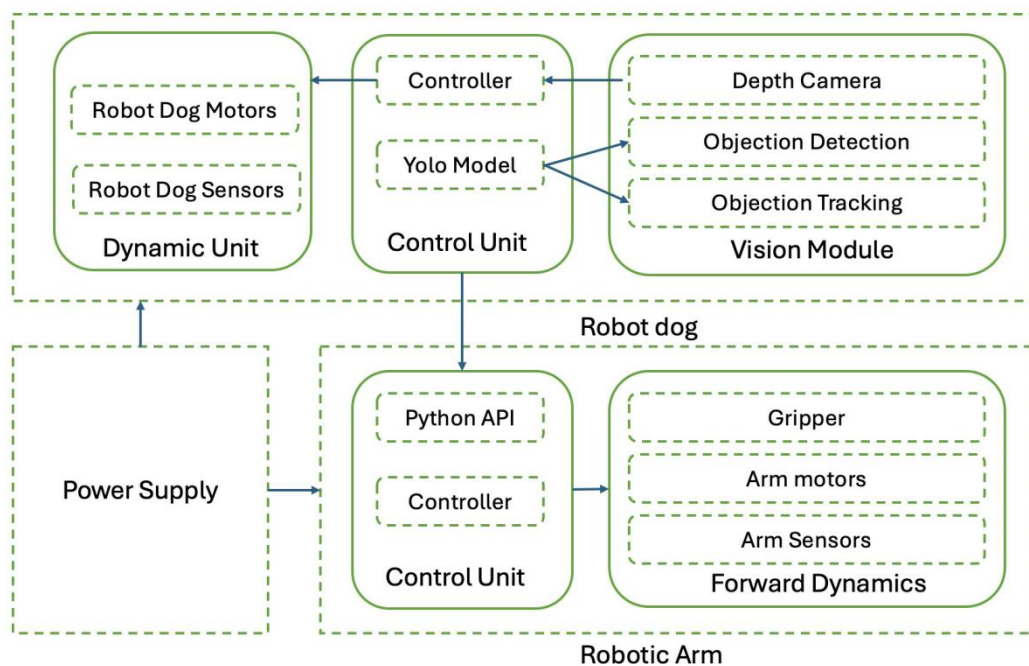 Robot Dog Motors
Robot Dog Sensors
Dynamic Unit
Controller
Yolo Model
Control Unit
Depth Camera
Objection Detection
Objection Tracking
Vision Module
Robot dog
Power Supply
Python API
Controller
Control Unit
Gripper
Arm motors
Arm Sensors
Forward Dynamics
Robotic Arm